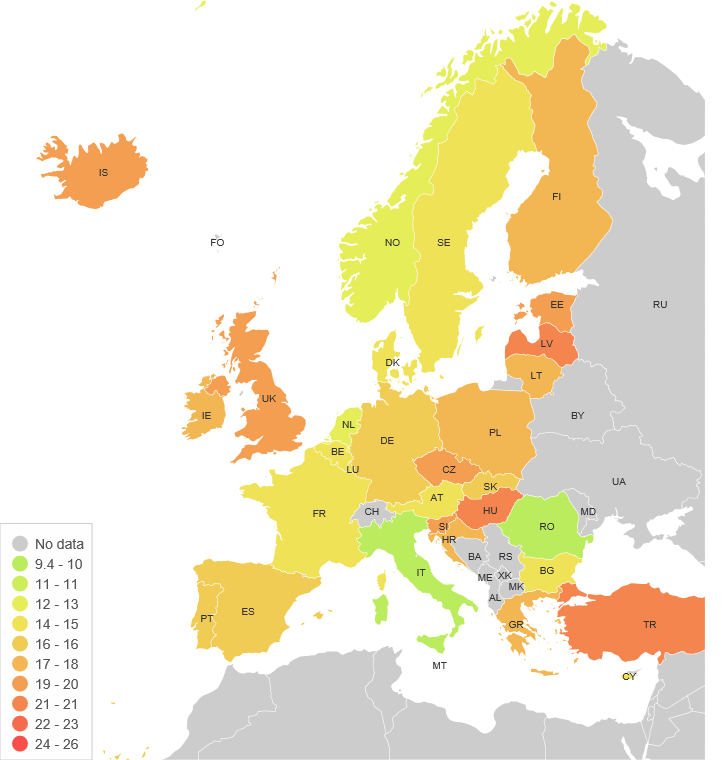 IS
FO
NO
SE
FI
RU
EE
LV
LT
DK
UK
IE
NL
BY
PL
DE
BE
LU
CZ
UA
SK
AT
FR
CH
HU
MD
RO
SI
HR
BA
RS
IT
BG
XK
ME
MK
AL
ES
PT
GR
TR
MT
CY
No data
9.4 - 10
11 - 11
12 - 13
14 - 15
16 - 16
17 - 18
19 - 20
21 - 21
22 - 23
24 - 26